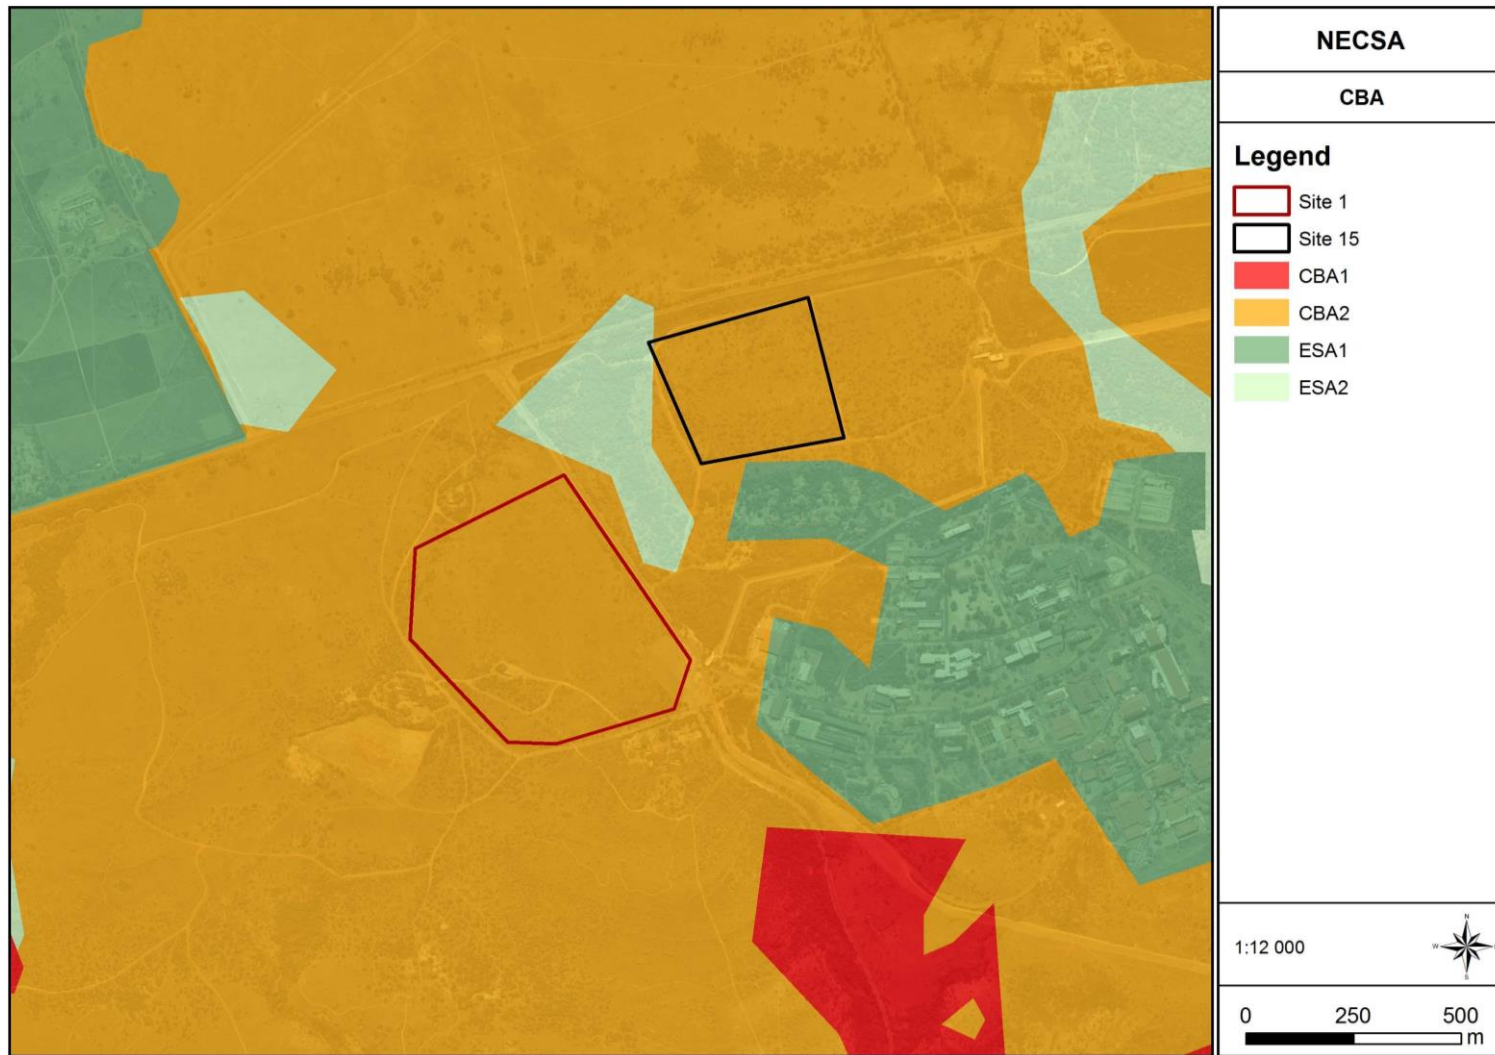 NECSA
CBA
Legend
Site 1
Site 15
CBA1
CBA2
ESA1
ESA2
1:12 000
N
W
S
0 250 500
m